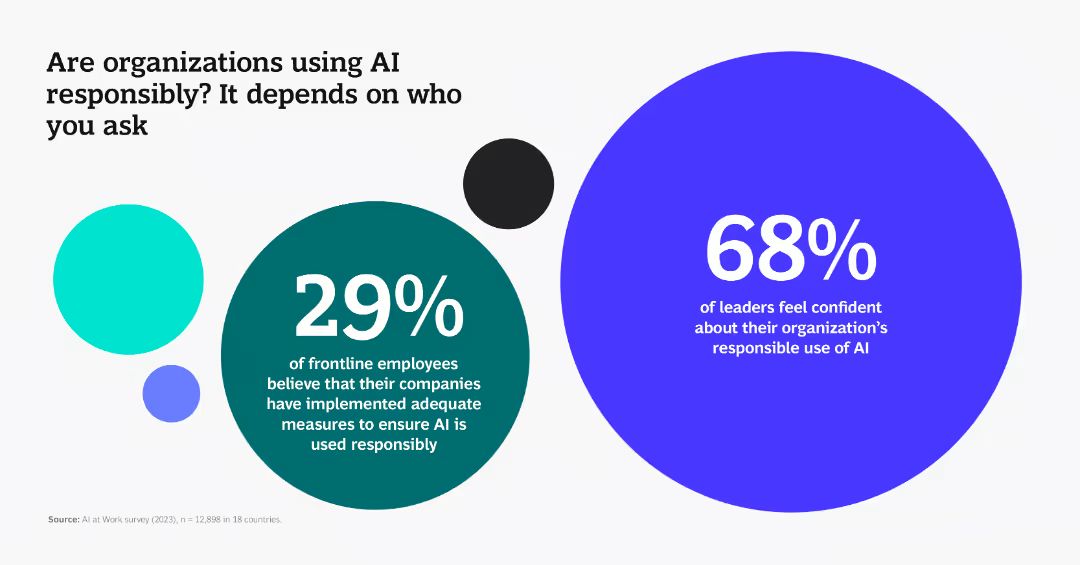 Are organizations using AI
responsibly? It depends on who
you ask
29%
of frontline employees
believe that their companies
have implemented adequate
measures to ensure AI is
used responsibly
68%
of leaders feel confident
about their organization's
responsible use of AI
Source: AI at Work survey (2023), n = 12,898 in 18 countries.